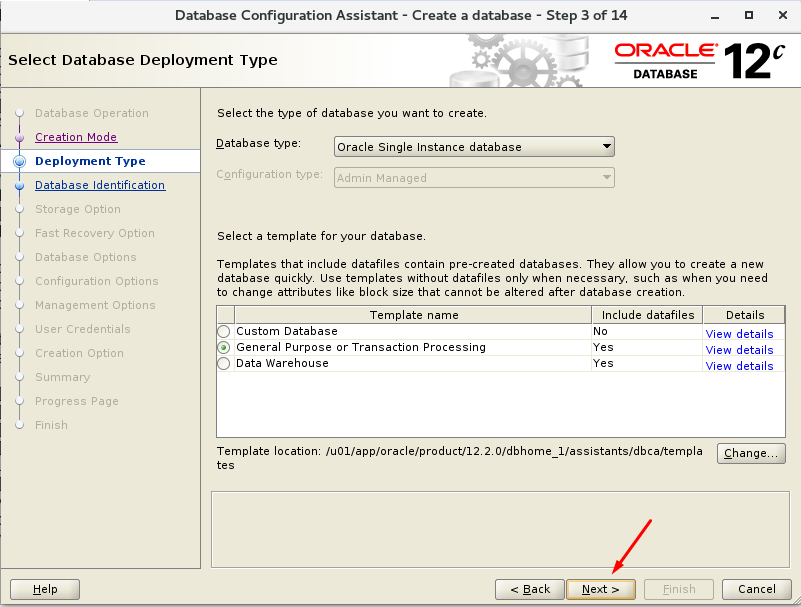 Database Configuration Assistant - Create a database - Step 3 of 14
Select Database Deployment Type
ORACLE
DATABASE
12c
Database Operation
Creation Mode
Deployment Type
Database Identification
Storage Option
Fast Recovery Option
Database Options
Configuration Options
Management Options
User Credentials
Creation Option
Summary
Progress Page
Finish
Select the type of database you want to create.
Database type: Oracle Single Instance database
Configuration type: Admin Managed
Select a template for your database.
Templates that include datafiles contain pre-created databases. They allow you to create a new
database quickly. Use templates without datafiles only when necessary, such as when you need
to change attributes like block size that cannot be altered after database creation.
Template name Include datafiles Details
Custom Database No View details
General Purpose or Transaction Processing Yes View details
Data Warehouse Yes View details
Template location: /u01/app/oracle/product/12.2.0/dbhome_1/assistants/dbca/templa
tes
Change...
Help < Back Next > Finish Cancel